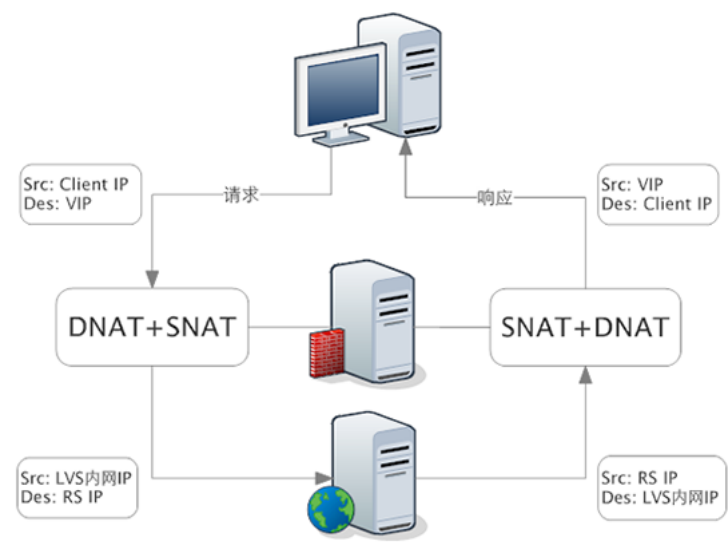 Src: Client IP
Des: VIP
请求
响应
Src: VIP
Des: Client IP
DNAT+SNAT
SNAT+DNAT
Src: LVS内网IP
Des: RS IP
Src: RS IP
Des: LVS内网IP